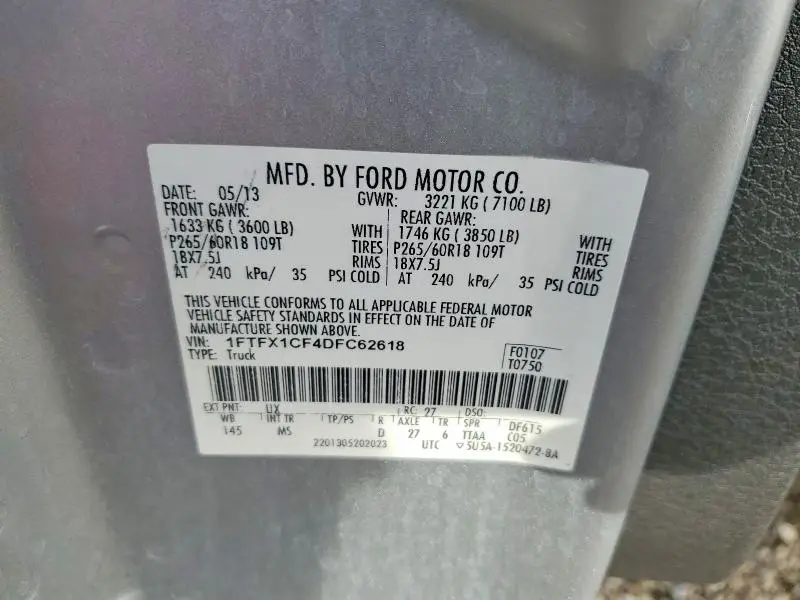 MFD. BY FORD MOTOR CO.
DATE: 05/13 GVWR: 3221 KG ( 7100 LB)
FRONT GAWR: REAR GAWR:
1633 KG ( 3600 LB) WITH 1746 KG ( 3850 LB) WITH
P265/60R18 109T TIRES P265/60R18 109T TIRES
18X7.5J RIMS 18X7.5J RIMS
AT 240 kPa/ 35 PSI COLD AT 240 kPa/ 35 PSI COLD
THIS VEHICLE CONFORMS TO ALL APPLICABLE FEDERAL MOTOR
VEHICLE SAFETY STANDARDS IN EFFECT ON THE DATE OF
MANUFACTURE SHOWN ABOVE.
VIN: 1FTFX1CF4DFC62618 F0107
TYPE: Truck T0750
EXT PNT: UX RC: 27 DSO:
WB INT TR TP/PS R AXLE TR SPR DF615
145 MS D 27 6 TTAA C05
2201305202023 UTC ▽5U5A-1520472-BA